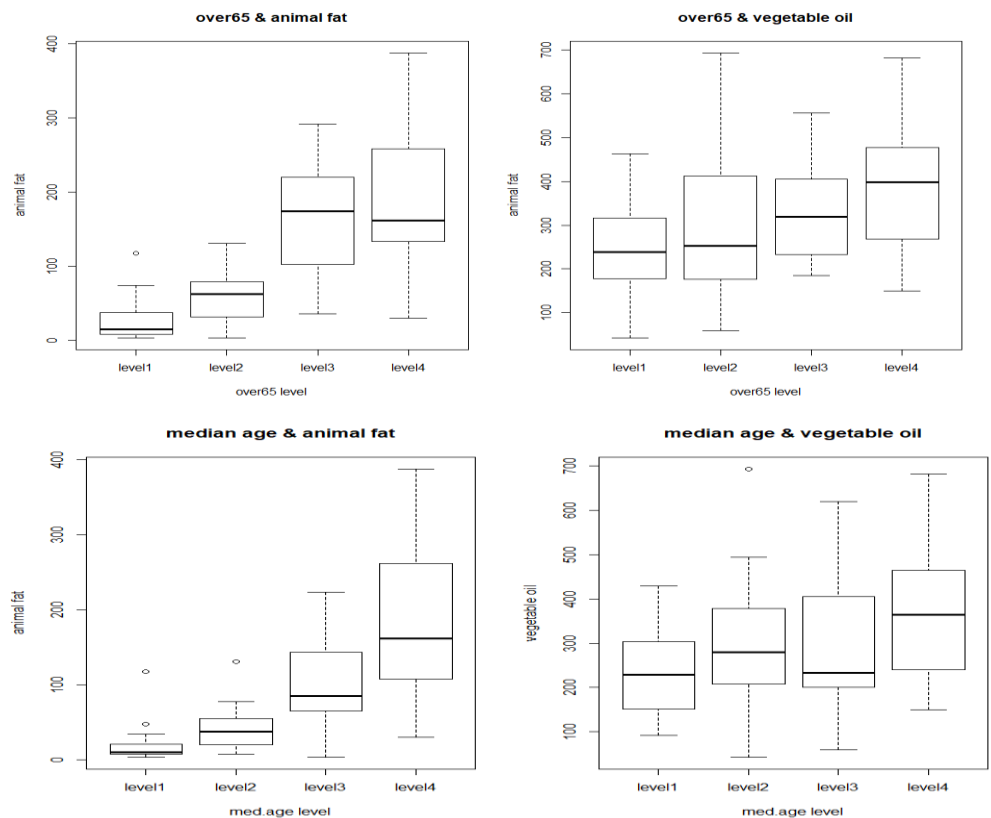 over65 & animal fat
animal fat
400
300
200
100
0
level1 level2 level3 level4
over65 level
over65 & vegetable oil
animal fat
700
600
500
400
300
200
100
level1 level2 level3 level4
over65 level
median age & animal fat
animal fat
400
300
200
100
0
level1 level2 level3 level4
med.age level
median age & vegetable oil
vegetable oil
700
600
500
400
300
200
100
level1 level2 level3 level4
med.age level